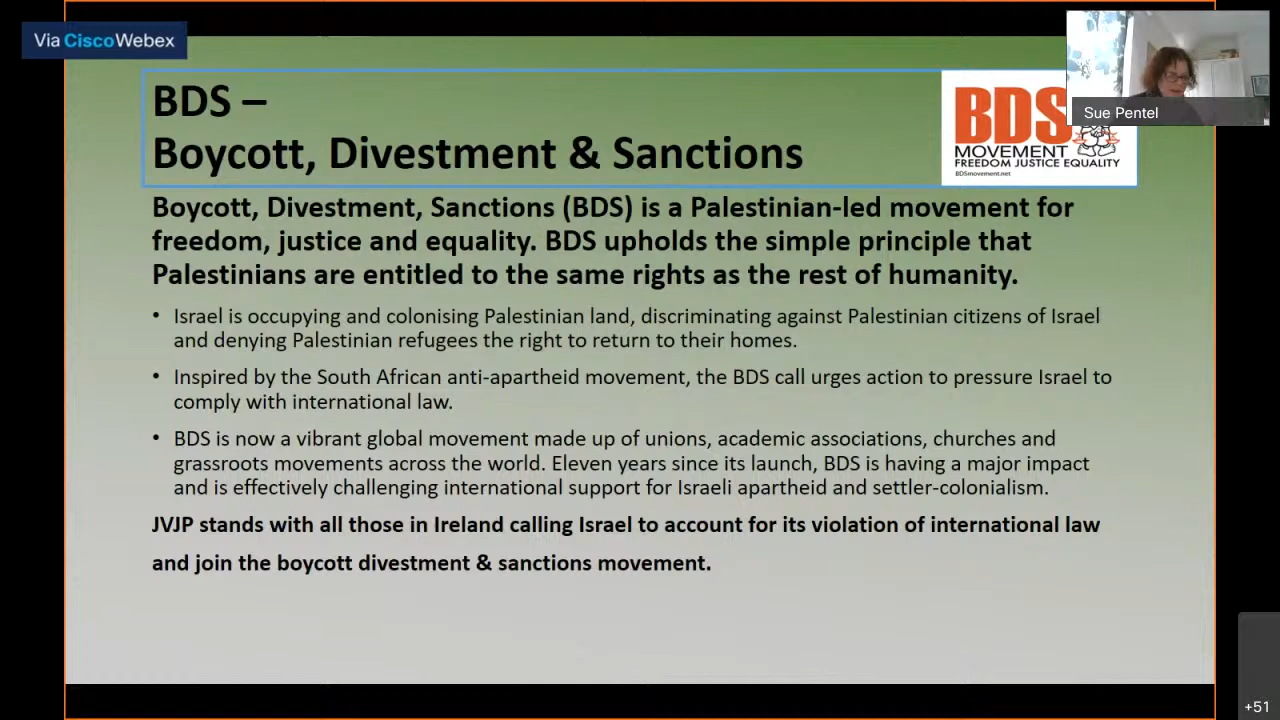 Via Cisco Webex
Sue Pentel
BDS –
Boycott, Divestment & Sanctions
BDS
MOVEMENT
FREEDOM JUSTICE EQUALITY
BDSmovement.net
Boycott, Divestment, Sanctions (BDS) is a Palestinian-led movement for
freedom, justice and equality. BDS upholds the simple principle that
Palestinians are entitled to the same rights as the rest of humanity.
• Israel is occupying and colonising Palestinian land, discriminating against Palestinian citizens of Israel
and denying Palestinian refugees the right to return to their homes.
• Inspired by the South African anti-apartheid movement, the BDS call urges action to pressure Israel to
comply with international law.
• BDS is now a vibrant global movement made up of unions, academic associations, churches and
grassroots movements across the world. Eleven years since its launch, BDS is having a major impact
and is effectively challenging international support for Israeli apartheid and settler-colonialism.
JVJP stands with all those in Ireland calling Israel to account for its violation of international law
and join the boycott divestment & sanctions movement.
+51